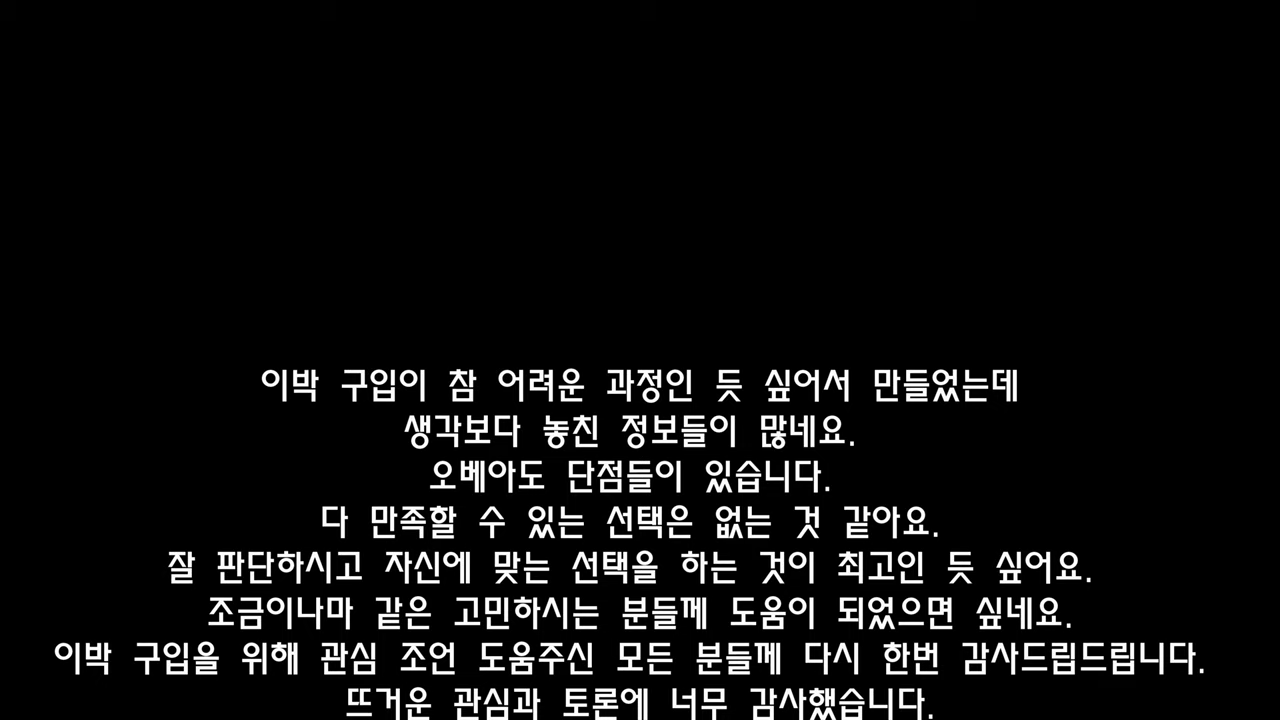 이박 구입이 참 어려운 과정인 듯 싶어서 만들었는데
생각보다 놓친 정보들이 많네요.
오베아도 단점들이 있습니다.
다 만족할 수 있는 선택은 없는 것 같아요.
잘 판단하시고 자신에 맞는 선택을 하는 것이 최고인 듯 싶어요.
조금이나마 같은 고민하시는 분들께 도움이 되었으면 싶네요.
이박 구입을 위해 관심 조언 도움주신 모든 분들께 다시 한번 감사드립드립니다.
뜨거운 관심과 토론에 너무 감사했습니다.